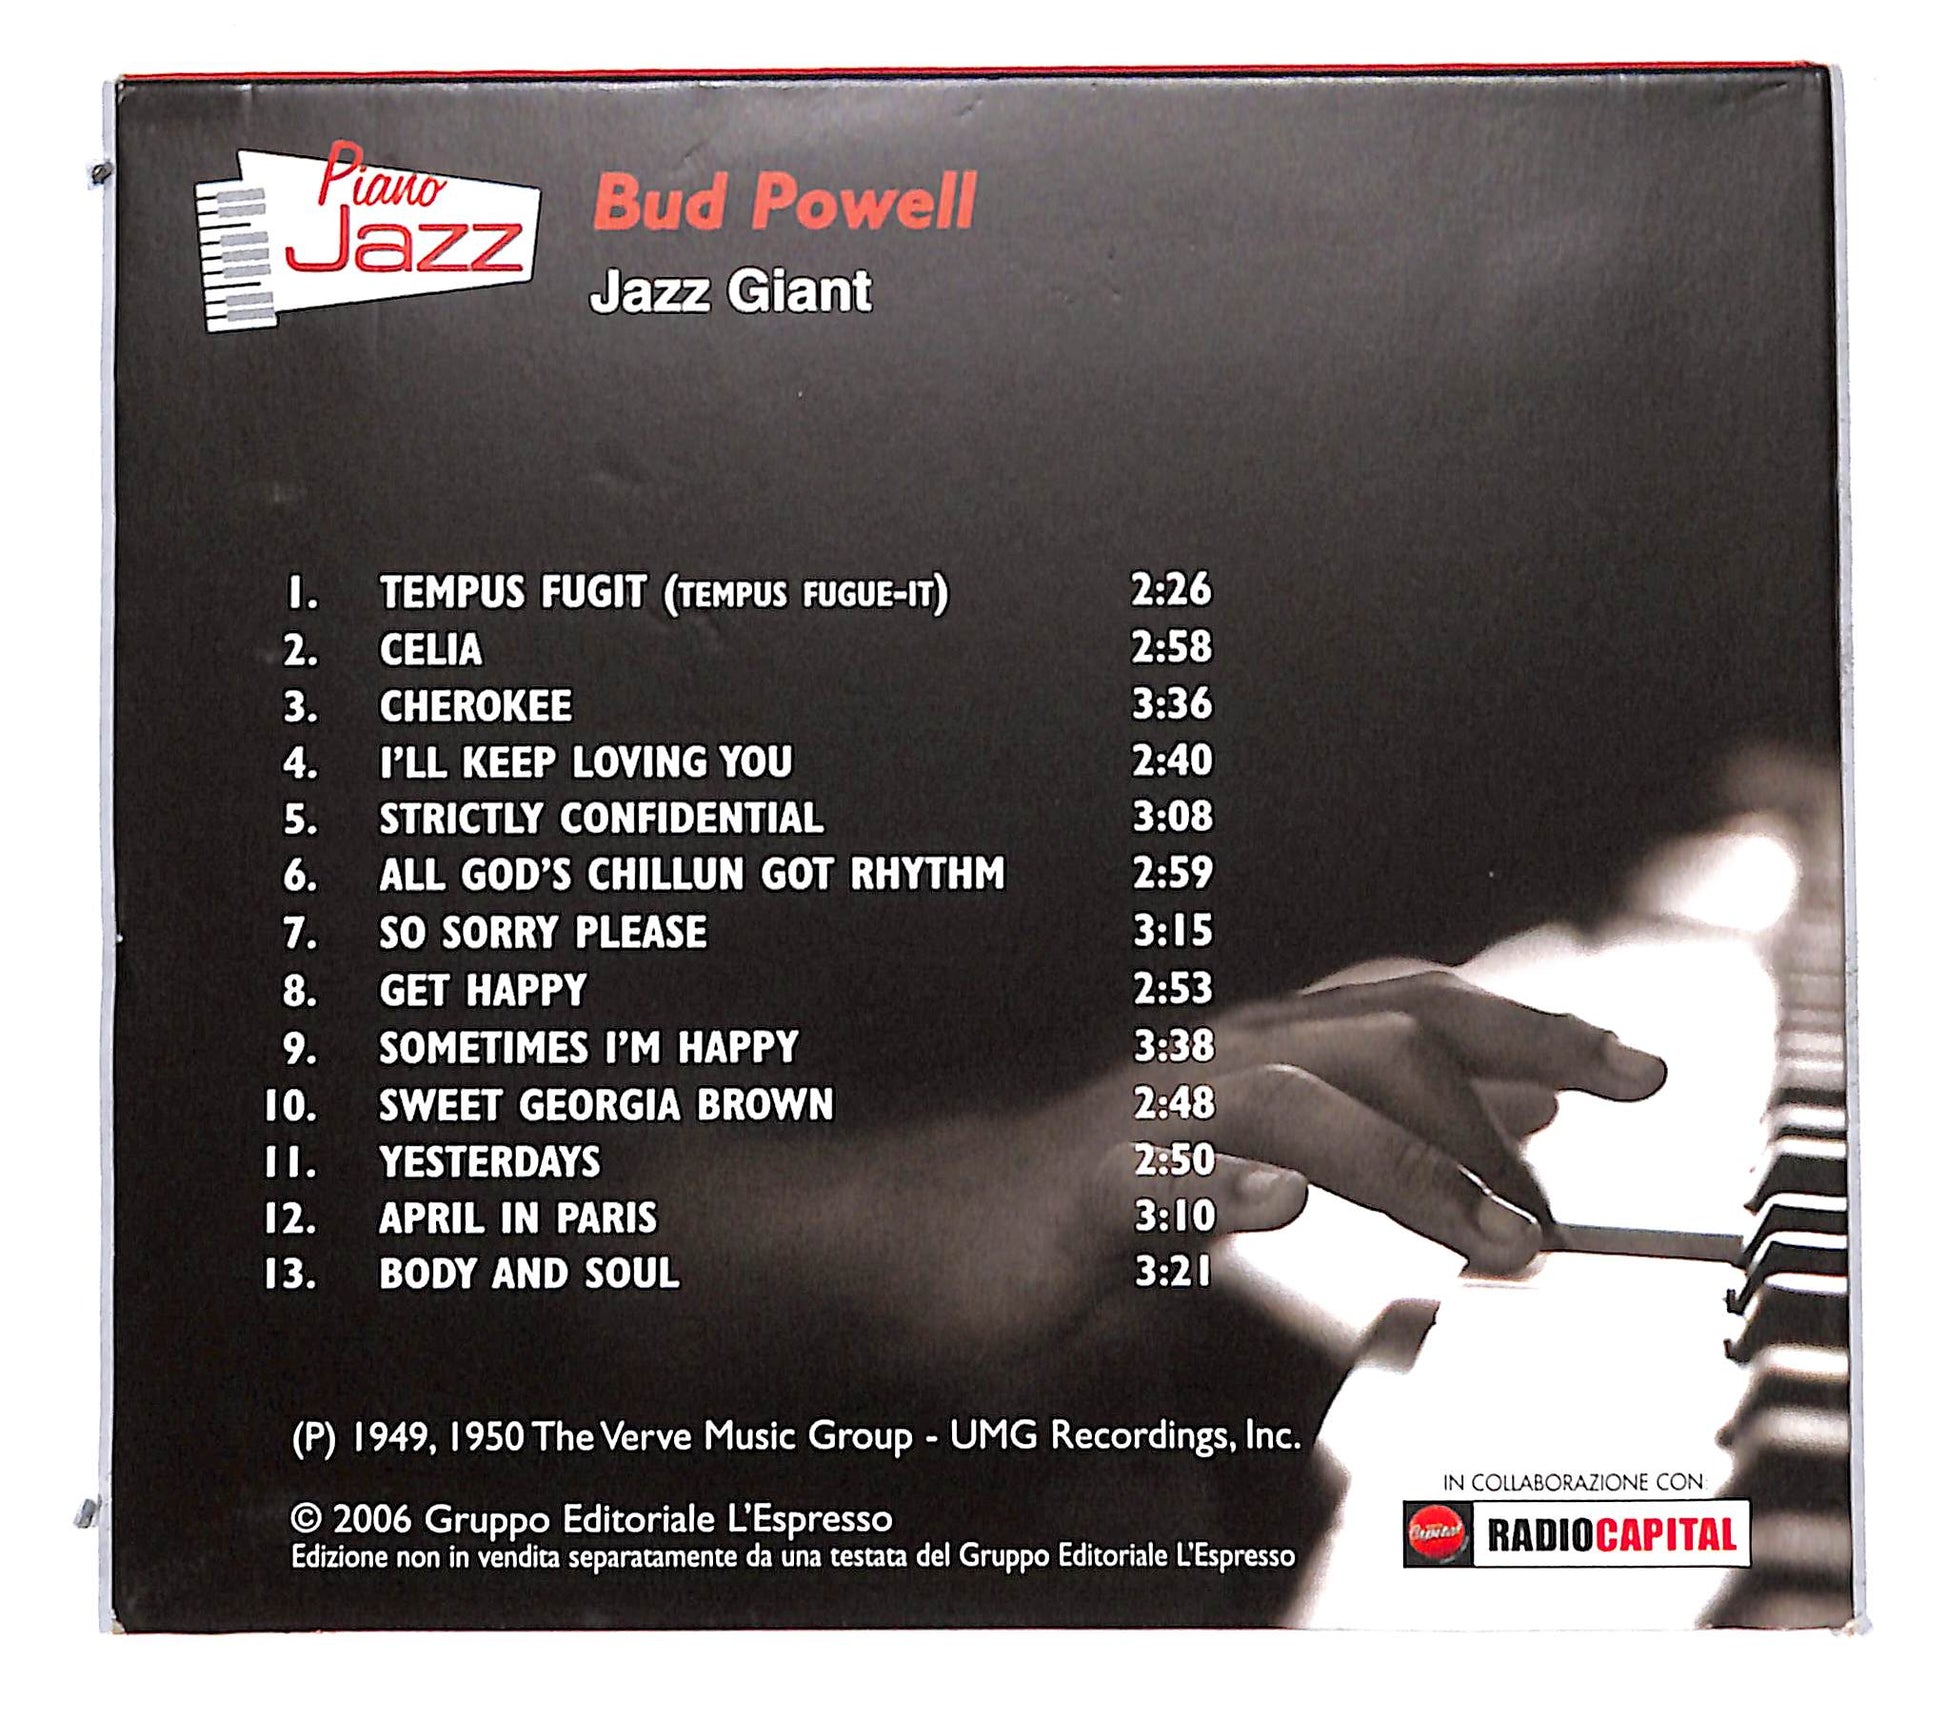 Piano
Jazz
Bud Powell
Jazz Giant
1. TEMPUS FUGIT (TEMPUS FUGUE-IT) 2:26
2. CELIA 2:58
3. CHEROKEE 3:36
4. I'LL KEEP LOVING YOU 2:40
5. STRICTLY CONFIDENTIAL 3:08
6. ALL GOD'S CHILLUN GOT RHYTHM 2:59
7. SO SORRY PLEASE 3:15
8. GET HAPPY 2:53
9. SOMETIMES I'M HAPPY 3:38
10. SWEET GEORGIA BROWN 2:48
11. YESTERDAYS 2:50
12. APRIL IN PARIS 3:10
13. BODY AND SOUL 3:21
(P) 1949, 1950 The Verve Music Group - UMG Recordings, Inc.
© 2006 Gruppo Editoriale L'Espresso
Edizione non in vendita separatamente da una testata del Gruppo Editoriale L'Espresso
IN COLLABORAZIONE CON:
Capital
RADIOCAPITAL